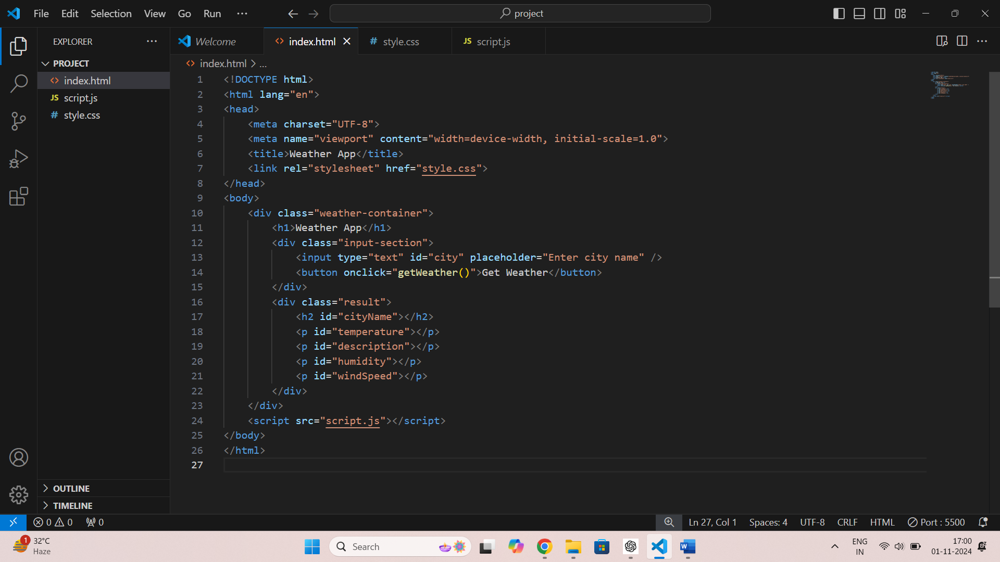 File Edit Selection View Go Run ··· project
EXPLORER ···
PROJECT
index.html
JS script.js
# style.css
OUTLINE
TIMELINE
Welcome index.html # style.css JS script.js
index.html > ...
1 <!DOCTYPE html>
2 <html lang="en">
3 <head>
4     <meta charset="UTF-8">
5     <meta name="viewport" content="width=device-width, initial-scale=1.0">
6     <title>Weather App</title>
7     <link rel="stylesheet" href="style.css">
8 </head>
9 <body>
10     <div class="weather-container">
11         <h1>Weather App</h1>
12         <div class="input-section">
13             <input type="text" id="city" placeholder="Enter city name" />
14             <button onclick="getWeather()">Get Weather</button>
15         </div>
16         <div class="result">
17             <h2 id="cityName"></h2>
18             <p id="temperature"></p>
19             <p id="description"></p>
20             <p id="humidity"></p>
21             <p id="windSpeed"></p>
22         </div>
23     </div>
24     <script src="script.js"></script>
25 </body>
26 </html>
27
0 0 0 Ln 27, Col 1 Spaces: 4 UTF-8 CRLF HTML Port : 5500
1 32°C
Haze
Search
W
ENG
IN
17:00
01-11-2024